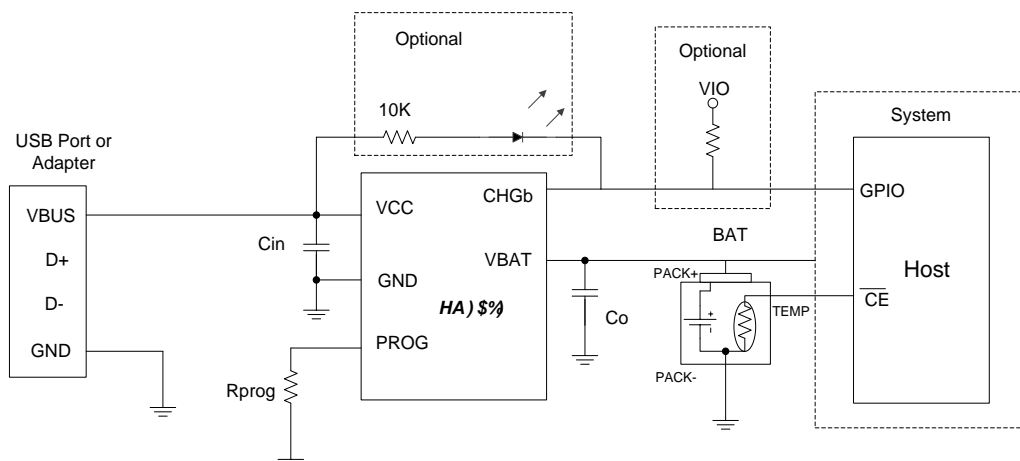 Optional
10K
Optional
VIO
System
USB Port or
Adapter
VBUS
D+
D-
GND
Cin
VCC
GND
PROG
CHGb
VBAT
HA) $%)
Rprog
Co
BAT
PACK+
+
-
TEMP
PACK-
GPIO
CE
Host